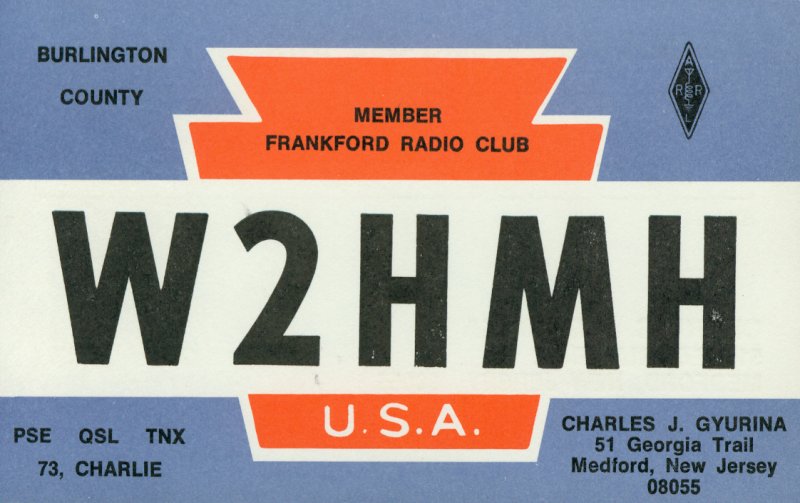 BURLINGTON
COUNTY
MEMBER
FRANKFORD RADIO CLUB
A
R R
L
W2HMH
U.S.A.
PSE QSL TNX
73, CHARLIE
CHARLES J. GYURINA
51 Georgia Trail
Medford, New Jersey
08055